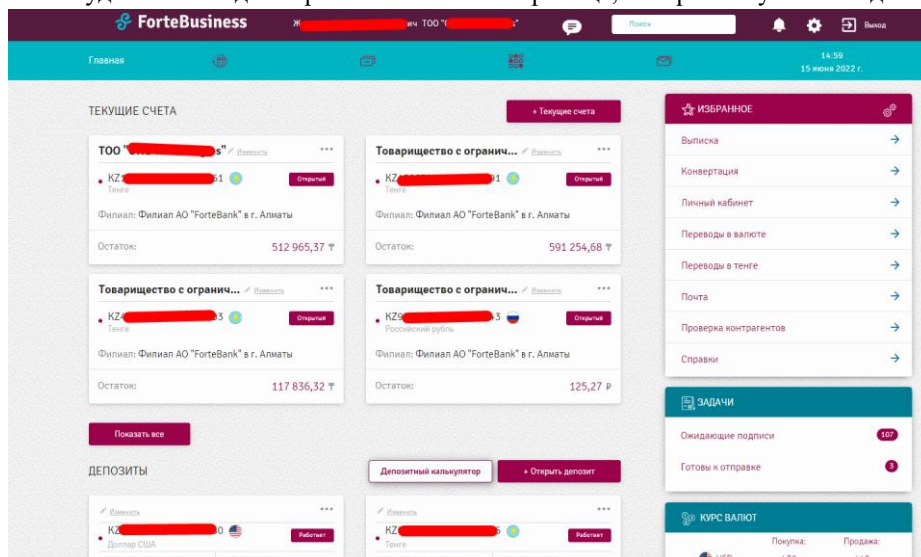 ForteBusiness
ич ТОО "
Поиск
Выход
Главная
14:59
15 июня 2022 г.
ТЕКУЩИЕ СЧЕТА
+ Текущие счета
ТОО " s" Изменить
KZ1 51
Открытый
Тенге
Филиал: Филиал АО "ForteBank" в г. Алматы
Остаток: 512 965,37 ₸
Товарищество с огранич...
KZ 91
Открытый
Тенге
Филиал: Филиал АО "ForteBank" в г. Алматы
Остаток: 591 254,68 ₸
Товарищество с огранич... Изменить
KZ 93
Открытый
Тенге
Филиал: Филиал АО "ForteBank" в г. Алматы
Остаток: 117 836,32 ₸
Товарищество с огранич... Изменить
KZ9 43
Открытый
Российский рубль
Филиал: Филиал АО "ForteBank" в г. Алматы
Остаток: 125,27 ₽
Показать все
ДЕПОЗИТЫ
Депозитный калькулятор
+ Открыть депозит
Изменить
KZ 30
Работает
Доллар США
Изменить
KZ 6
Работает
Тенге
ИЗБРАННОЕ
Выписка
Конвертация
Личный кабинет
Переводы в валюте
Переводы в тенге
Почта
Проверка контрагентов
Справки
ЗАДАЧИ
Ожидающие подписи 107
Готовы к отправке 3
КУРС ВАЛЮТ
Покупка: Продажа:
USD